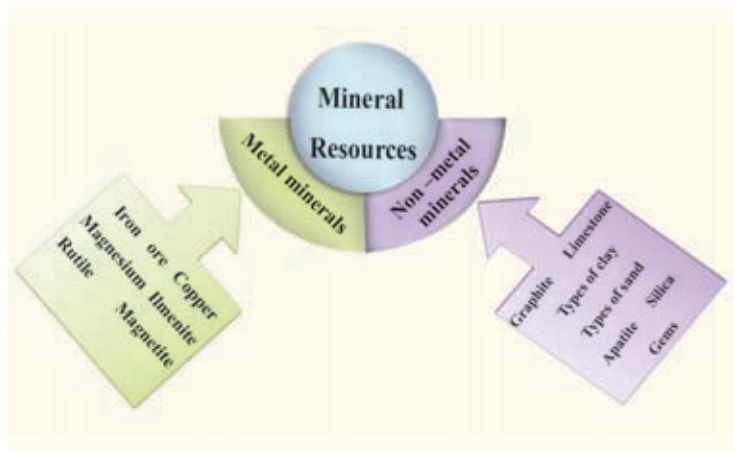 Mineral
Resources
Metal minerals
Non –metal
minerals
Iron ore Copper
Magnesium Ilmenite
Rutile Magnetite
Limestone
Graphite Types of clay
Types of sand Silica
Apatite Gems